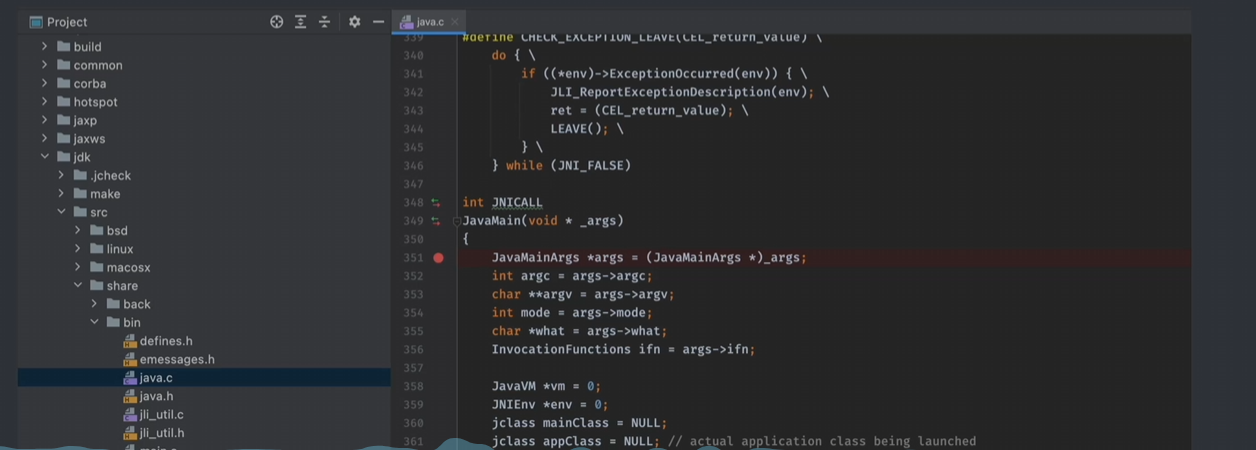 Project
build
common
corba
hotspot
jaxp
jaxws
jdk
.jcheck
make
src
bsd
linux
macosx
share
back
bin
defines.h
emessages.h
java.c
java.h
jli_util.c
jli_util.h
main.c
java.c
339 #define CHECK_EXCEPTION_LEAVE(CEL_return_value) \
340 do { \
341 if ((*env)->ExceptionOccurred(env)) { \
342 JLI_ReportExceptionDescription(env); \
343 ret = (CEL_return_value); \
344 LEAVE(); \
345 } \
346 } while (JNI_FALSE)
347
348 int JNICALL
349 JavaMain(void * _args)
350 {
351 JavaMainArgs *args = (JavaMainArgs *)_args;
352 int argc = args->argc;
353 char **argv = args->argv;
354 int mode = args->mode;
355 char *what = args->what;
356 InvocationFunctions ifn = args->ifn;
357
358 JavaVM *vm = 0;
359 JNIEnv *env = 0;
360 jclass mainClass = NULL;
361 jclass appClass = NULL; // actual application class being launched